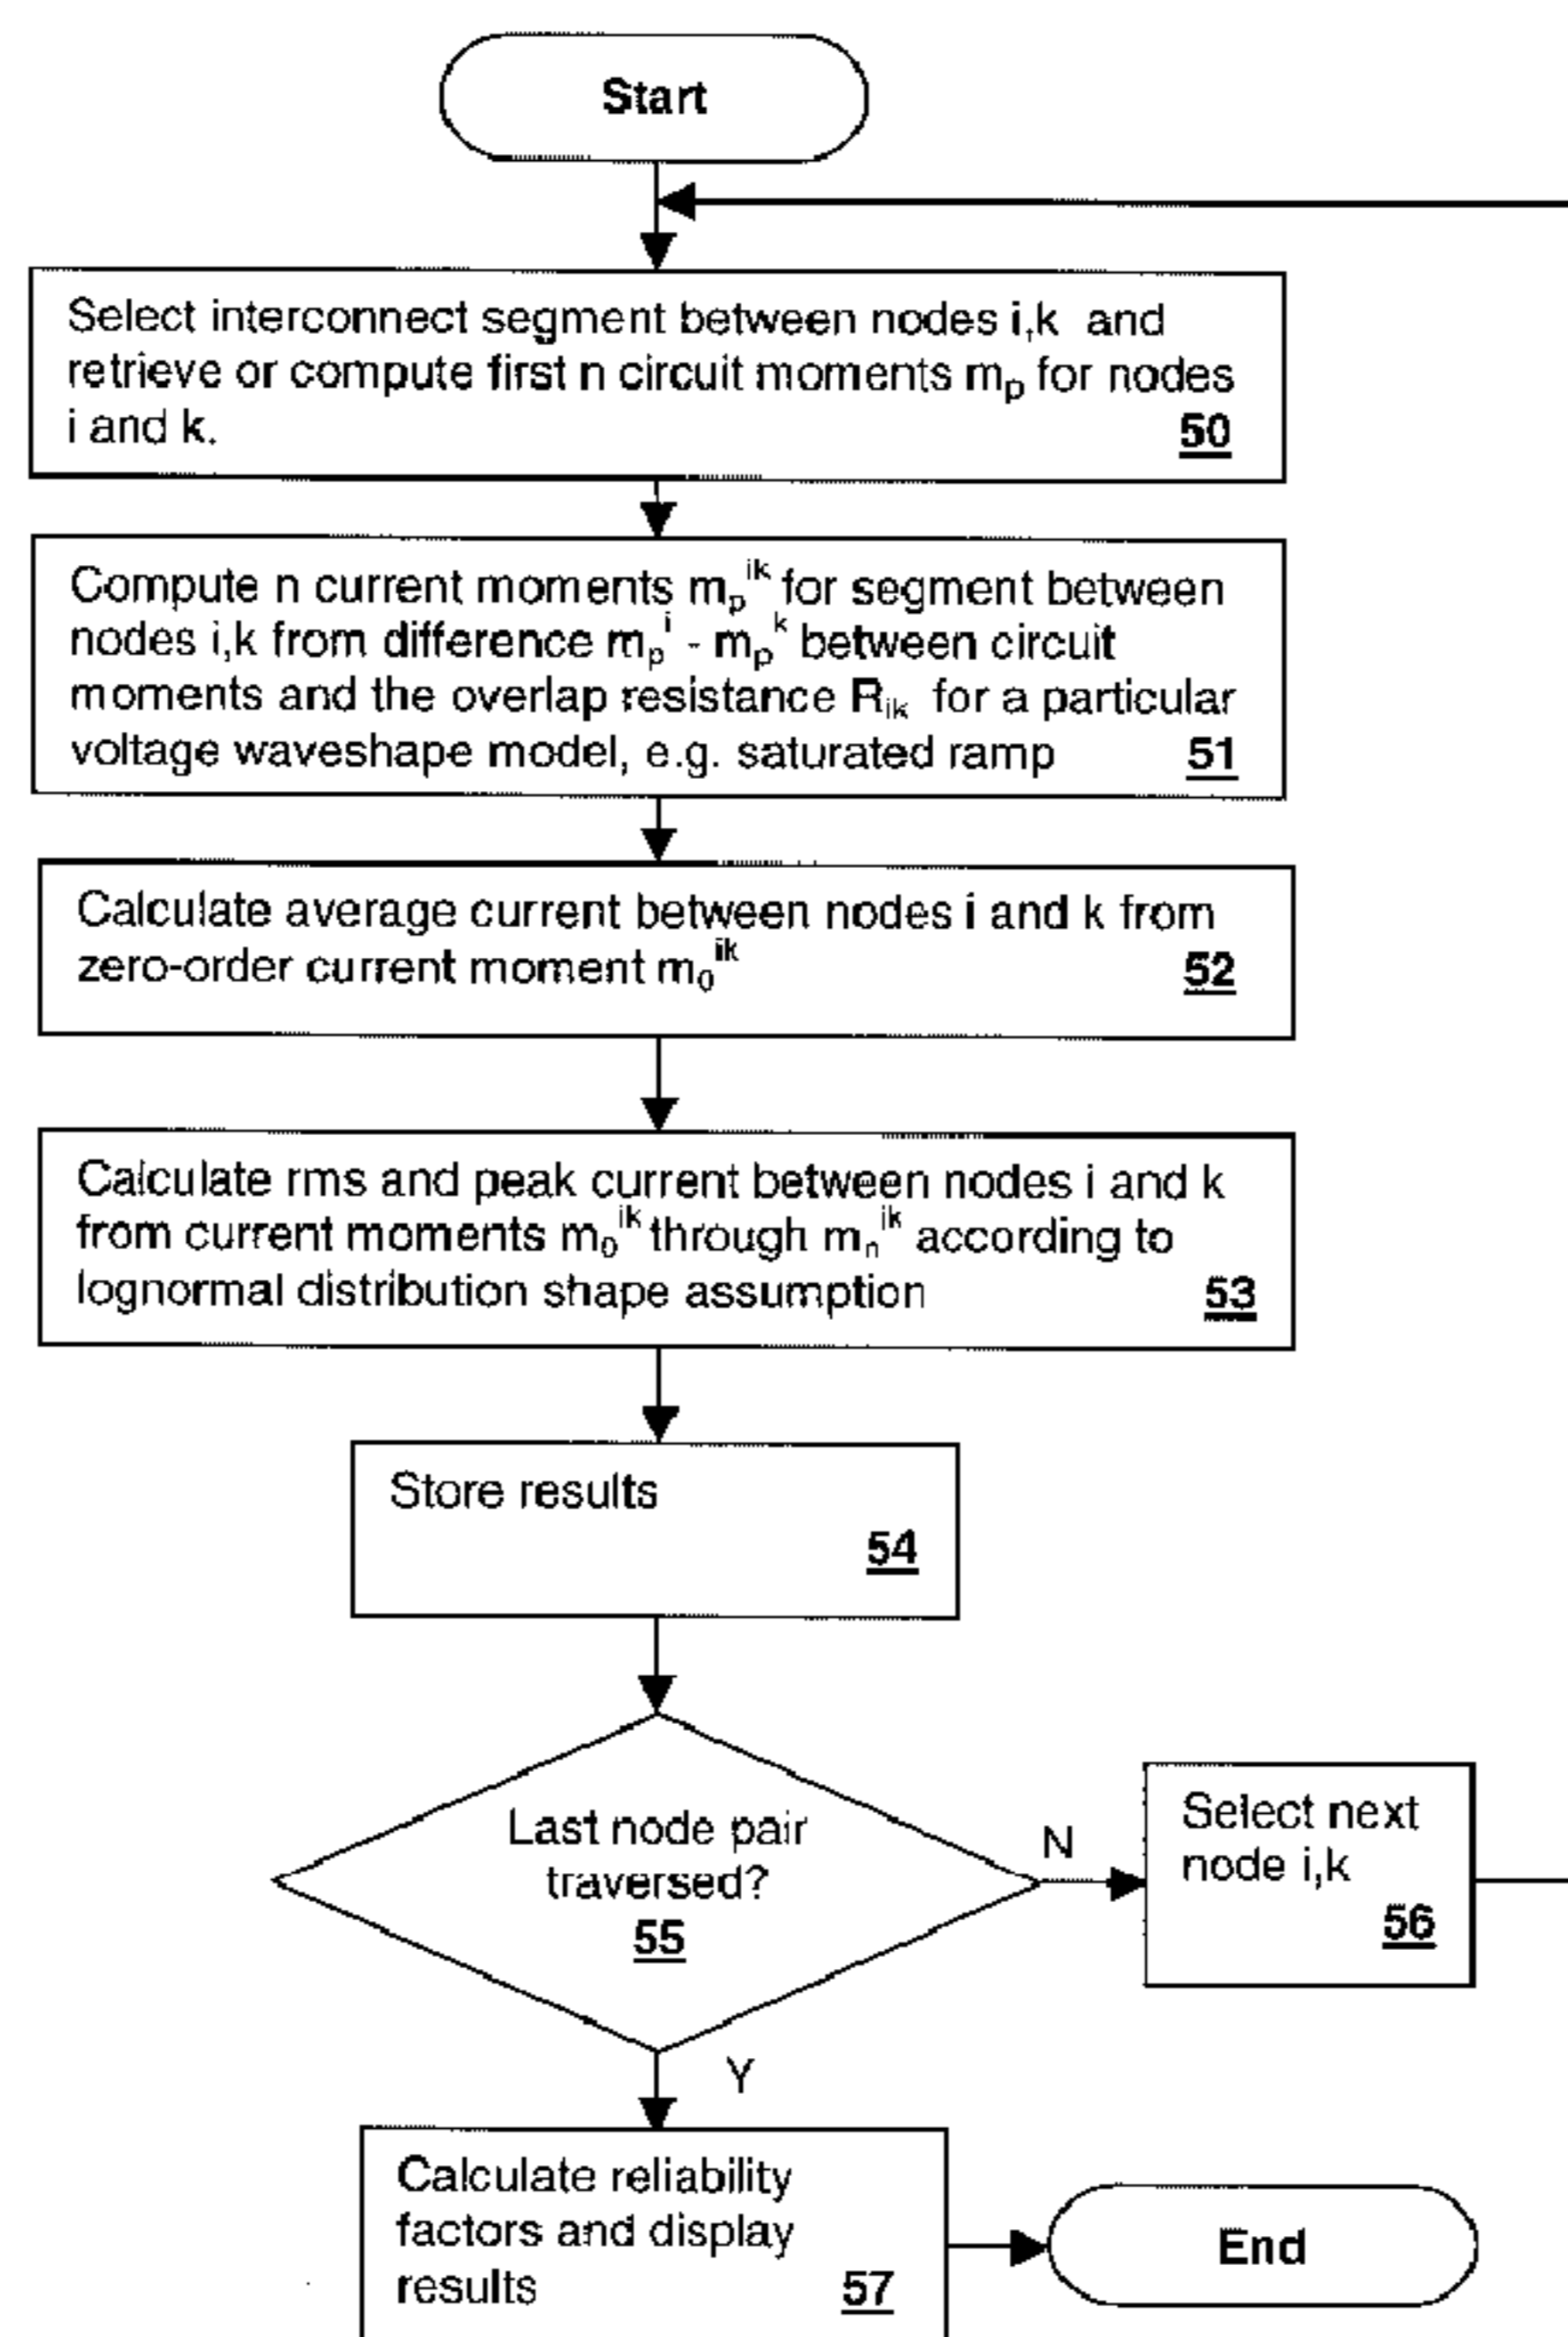 Start
Select interconnect segment between nodes i,k and
retrieve or compute first n circuit moments mₚ for nodes
i and k.
50
Compute n current moments mₚⁱᵏ for segment between
nodes i,k from difference mₚⁱ - mₚᵏ between circuit
moments and the overlap resistance Rik for a particular
voltage waveshape model, e.g. saturated ramp
51
Calculate average current between nodes i and k from
zero-order current moment m₀ⁱᵏ
52
Calculate rms and peak current between nodes i and k
from current moments m₀ⁱᵏ through mₙⁱᵏ according to
lognormal distribution shape assumption
53
Store results
54
Last node pair
traversed?
55
N
Select next
node i,k
56
Y
Calculate reliability
factors and display
results
57
End